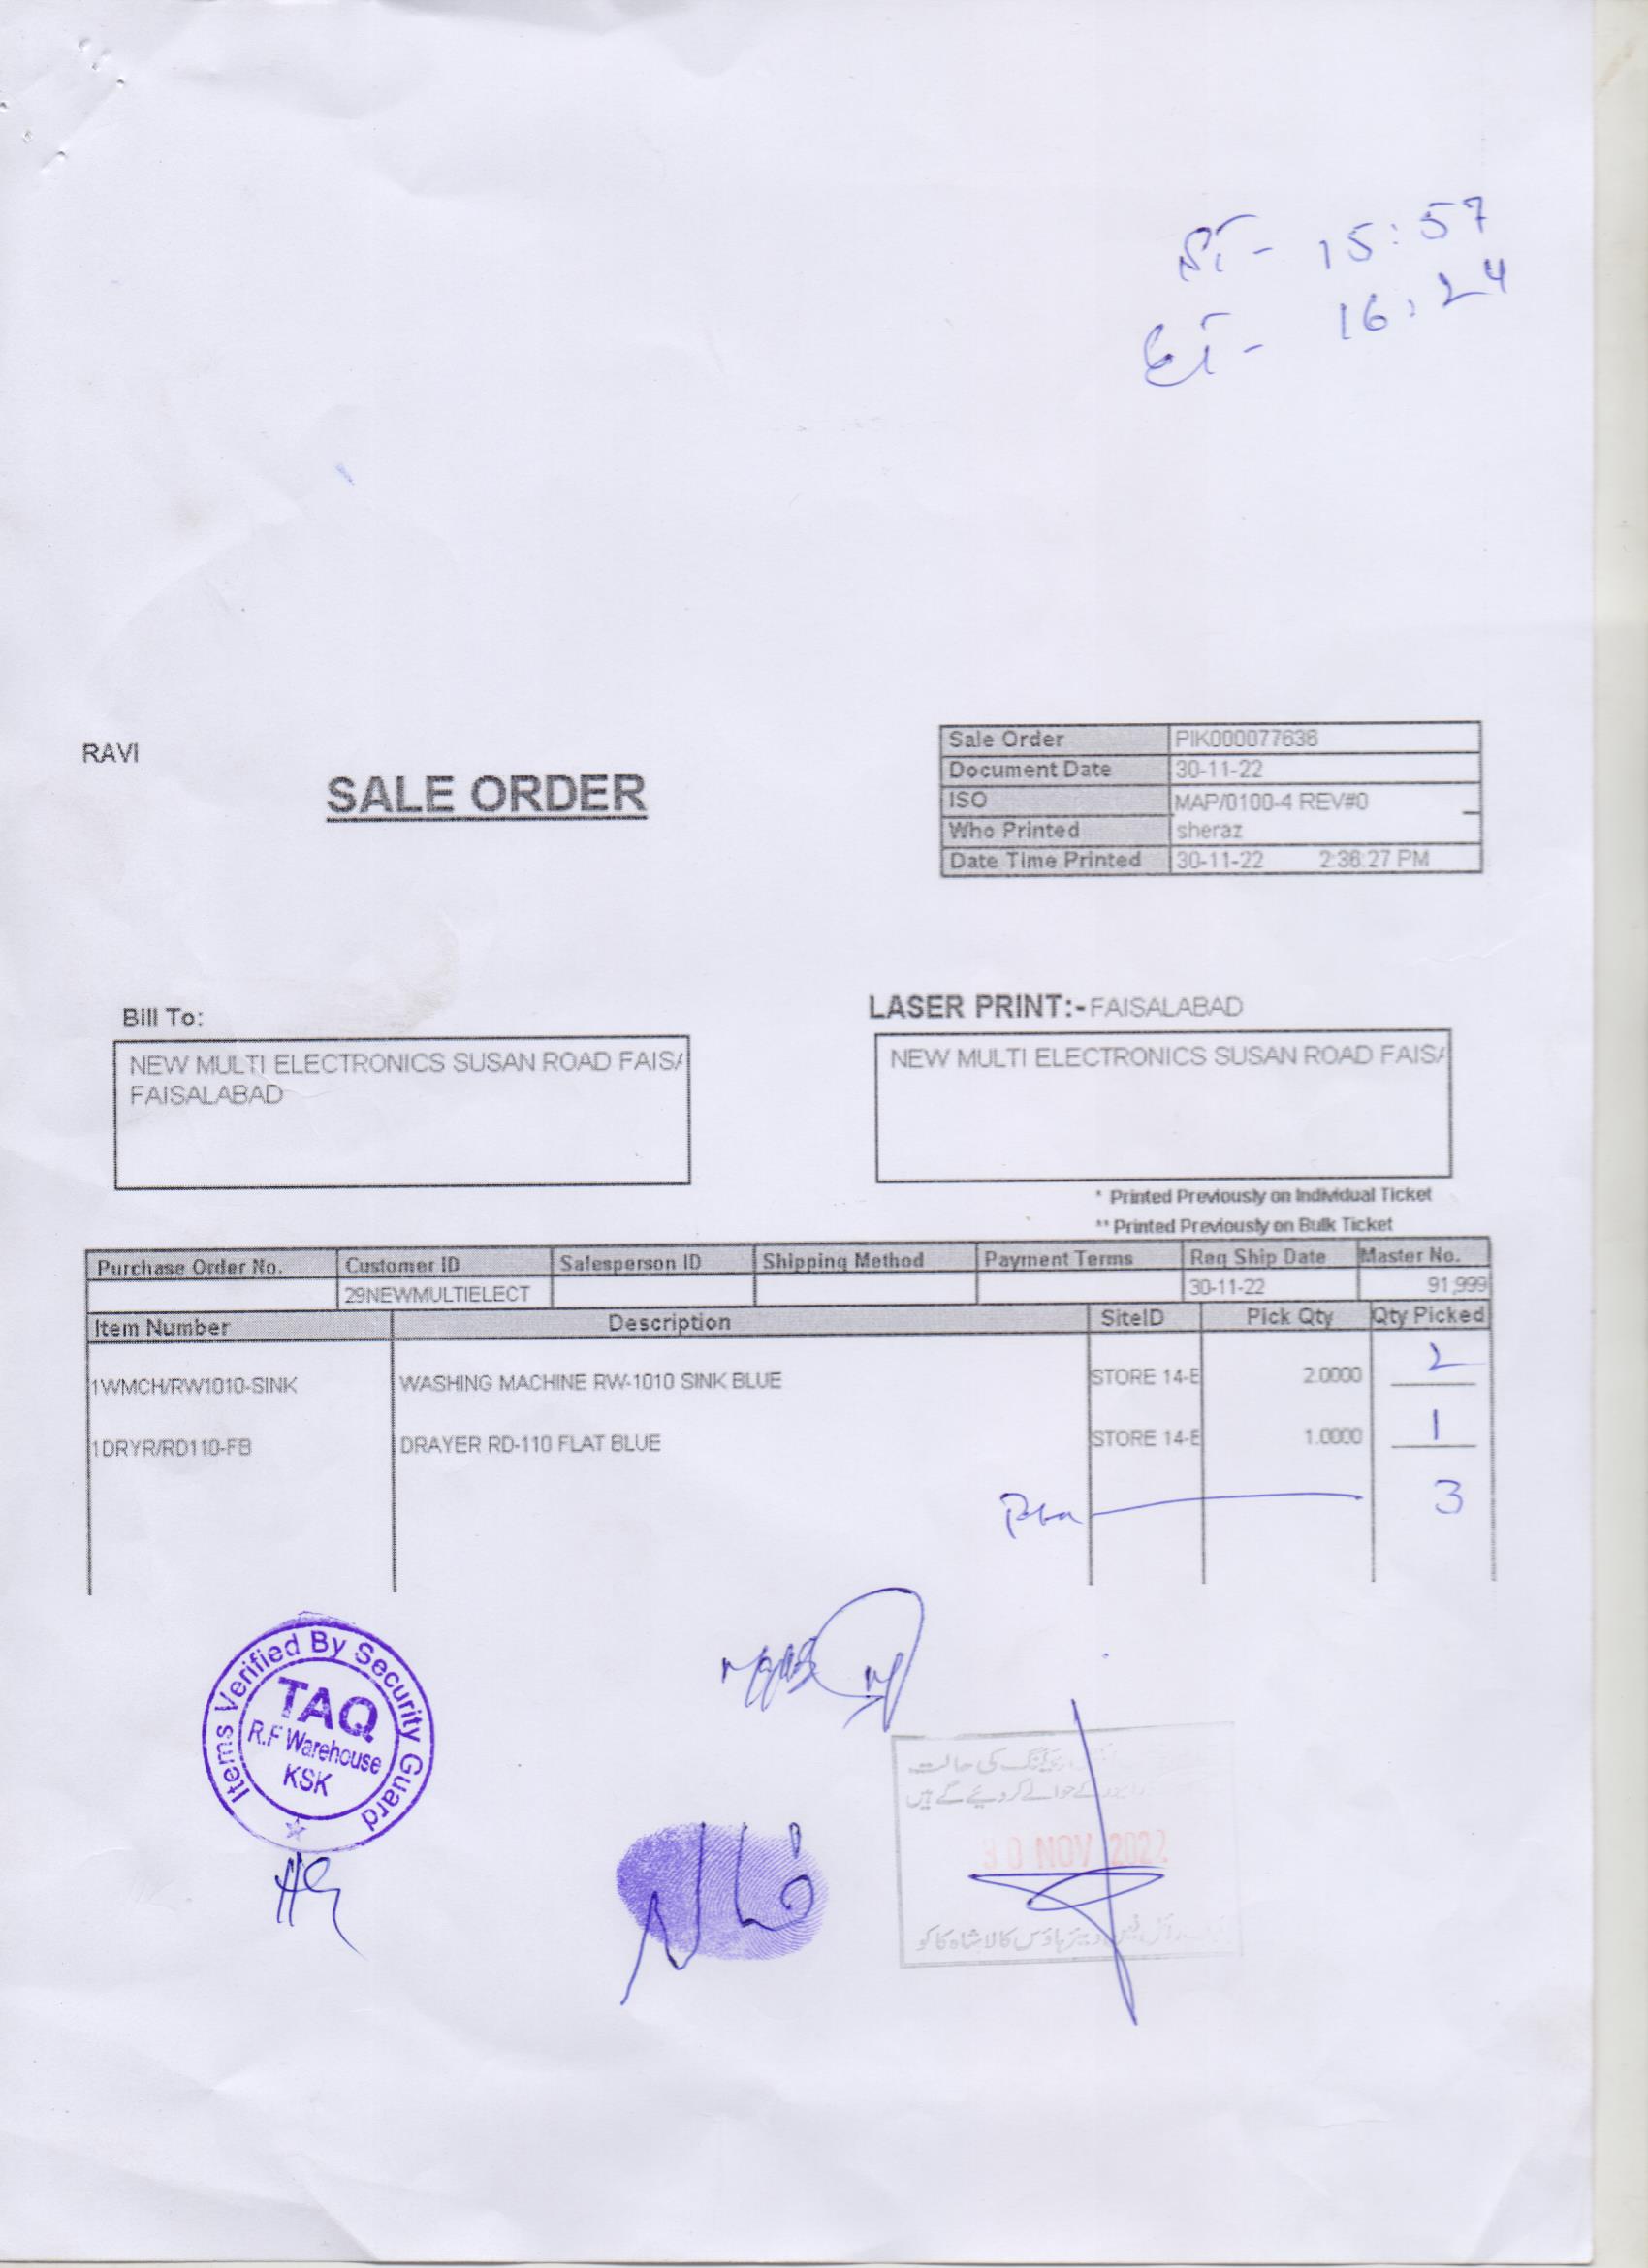 ST- 15:57
ET- 16:24
RAVI
SALE ORDER
Sale Order PIK000077638
Document Date 30-11-22
ISO MAP/0100-4 REV#0
Who Printed sheraz
Date Time Printed 30-11-22 2:36:27 PM
Bill To:
NEW MULTI ELECTRONICS SUSAN ROAD FAISA
FAISALABAD
LASER PRINT:- FAISALABAD
NEW MULTI ELECTRONICS SUSAN ROAD FAISA
* Printed Previously on Individual Ticket
** Printed Previously on Bulk Ticket
Purchase Order No. Customer ID Salesperson ID Shipping Method Payment Terms Req Ship Date Master No.
29NEWMULTIELECT 30-11-22 91,999
Item Number Description SiteID Pick Qty Qty Picked
1WMCH/RW1010-SINK WASHING MACHINE RW-1010 SINK BLUE STORE 14-E 2.0000 2
1DRYR/RD110-FB DRAYER RD-110 FLAT BLUE STORE 14-E 1.0000 1
3
Items Verified By Security Guard
TAQ
R.F Warehouse
KSK
کی حالت
کے حوالے کر دیئے گئے ہیں
30 NOV 2022
ویئر ہاؤس کالا شاہ کاکو